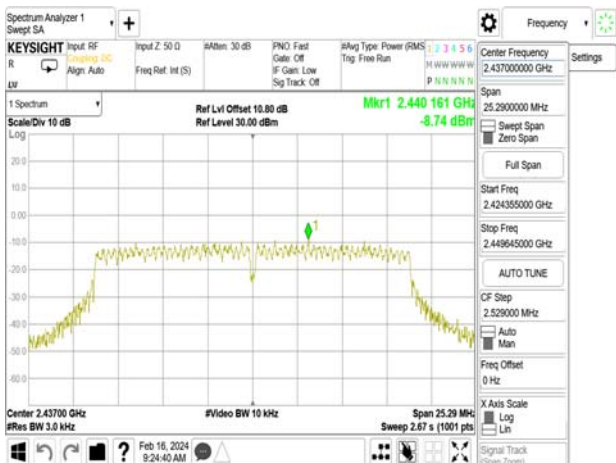 Spectrum Analyzer 1
Swept SA
Frequency
Settings
KEYSIGHT
R
Input: RF
Coupling: DC
Align: Auto
Input Z: 50 Ω
Freq Ref: Int (S)
#Atten: 30 dB
PNO: Fast
Gate: Off
IF Gain: Low
Sig Track: Off
#Avg Type: Power (RMS
Trig: Free Run
1 2 3 4 5 6
M W W W W W
P N N N N N
1 Spectrum
Scale/Div 10 dB
Log
Ref Lvl Offset 10.80 dB
Ref Level 30.00 dBm
Mkr1 2.440 161 GHz
-8.74 dBm
20.0
10.0
0.00
-10.0
-20.0
-30.0
-40.0
-50.0
-60.0
1
Center 2.43700 GHz
#Res BW 3.0 kHz
#Video BW 10 kHz
Span 25.29 MHz
Sweep 2.67 s (1001 pts)
Feb 16, 2024
9:24:40 AM
Center Frequency
2.437000000 GHz
Span
25.2900000 MHz
Swept Span
Zero Span
Full Span
Start Freq
2.424355000 GHz
Stop Freq
2.449645000 GHz
AUTO TUNE
CF Step
2.529000 MHz
Auto
Man
Freq Offset
0 Hz
X Axis Scale
Log
Lin
Signal Track
(Span Zoom)